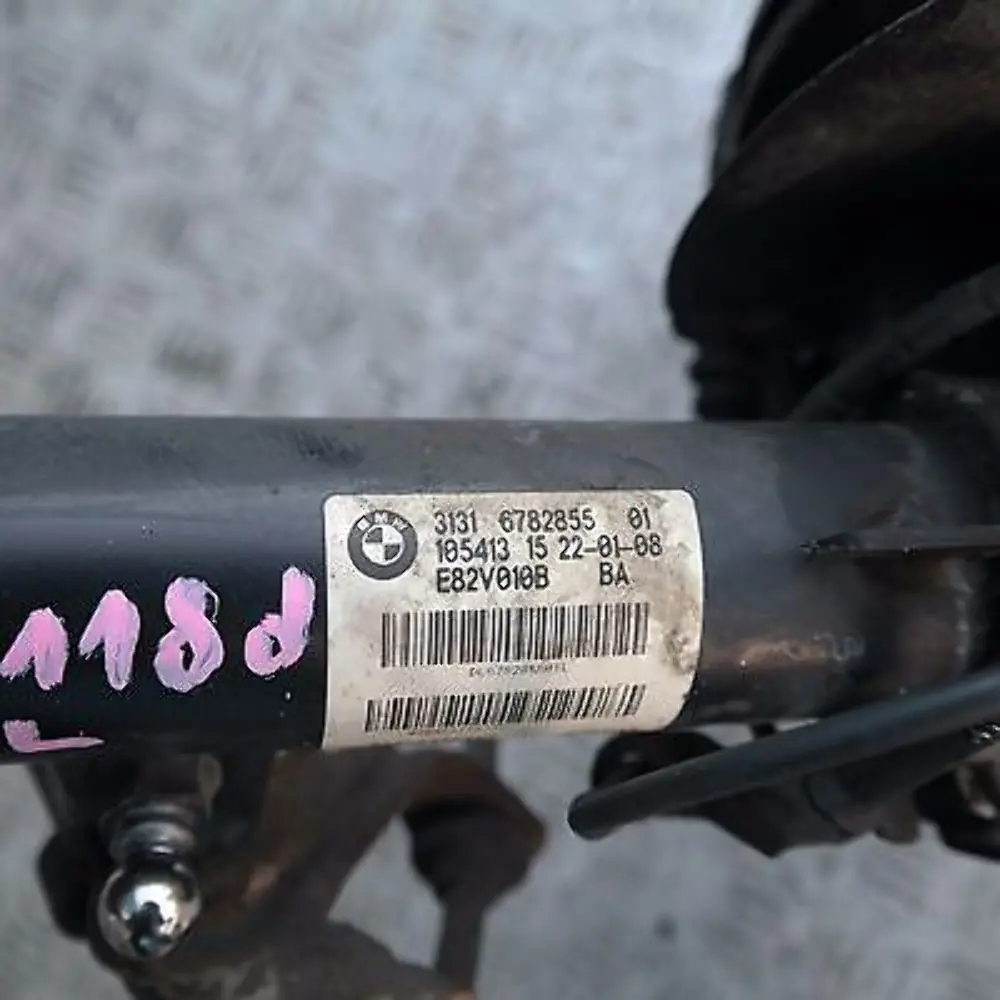 BMW
3131 6782855 01
105413 15 22-01-08
E82V010B BA
118d
L